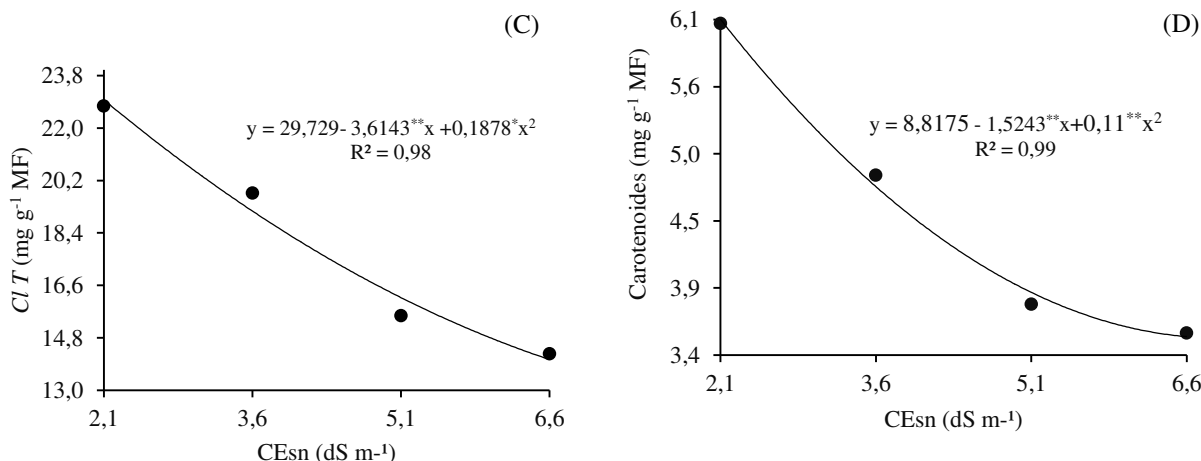 (C)
23,8
22,0
20,2
18,4
16,6
14,8
13,0
Cl T (mg g⁻¹ MF)
y = 29,729- 3,6143**x +0,1878*x²
R² = 0,98
2,1
3,6
5,1
6,6
CEsn (dS m-¹)
(D)
6,1
5,6
5,0
4,5
3,9
3,4
Carotenoides (mg g⁻¹ MF)
y = 8,8175 - 1,5243**x+0,11**x²
R² = 0,99
2,1
3,6
5,1
6,6
CEsn (dS m-¹)